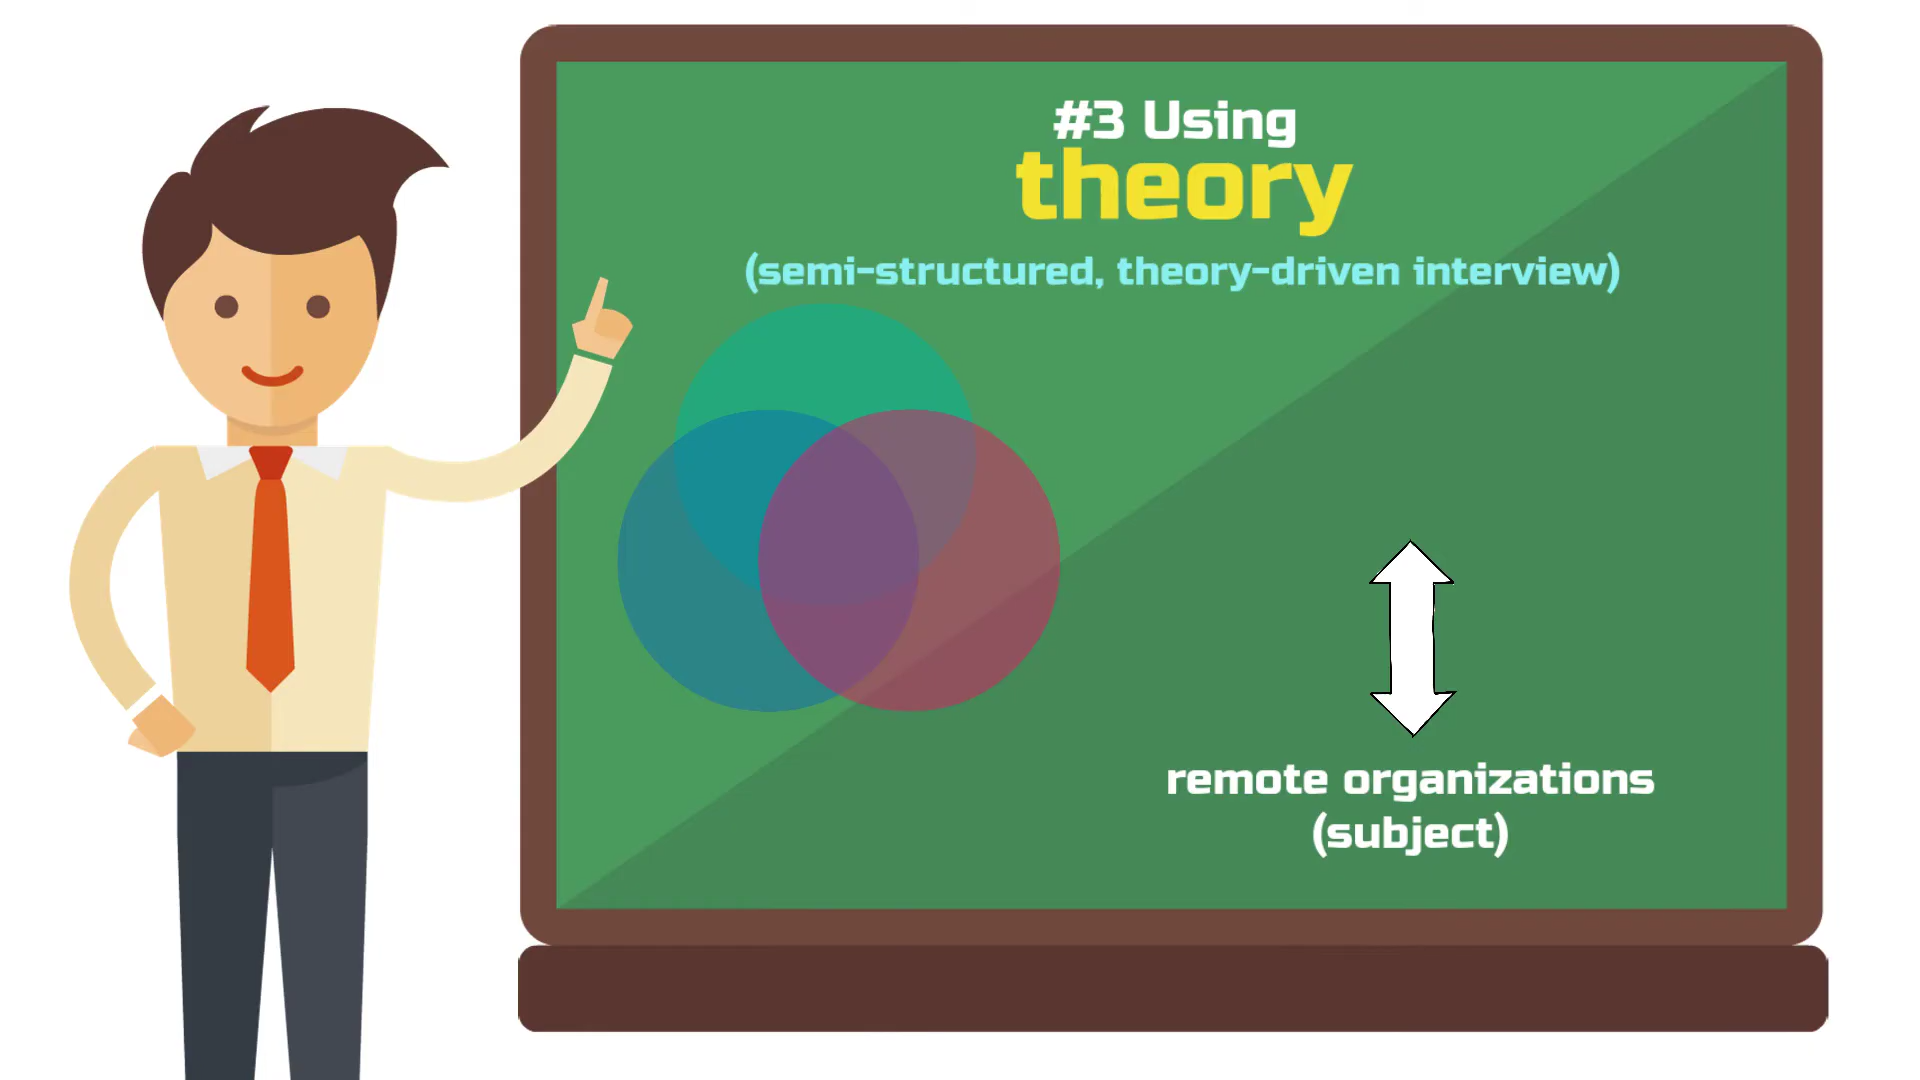 #3 Using
theory
(semi-structured, theory-driven interview)
remote organizations
(subject)